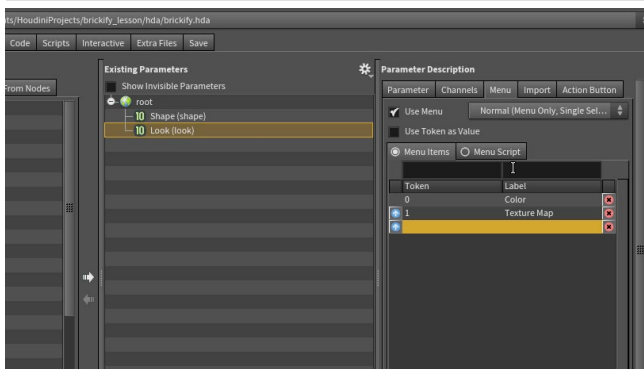 ts/HoudiniProjects/brickify_lesson/hda/brickify.hda
Code Scripts Interactive Extra Files Save
From Nodes
Existing Parameters
Show Invisible Parameters
root
Shape (shape)
Look (look)
Parameter Description
Parameter Channels Menu Import Action Button
Use Menu Normal (Menu Only, Single Sel...
Use Token as Value
Menu Items Menu Script
Token Label
0 Color
1 Texture Map